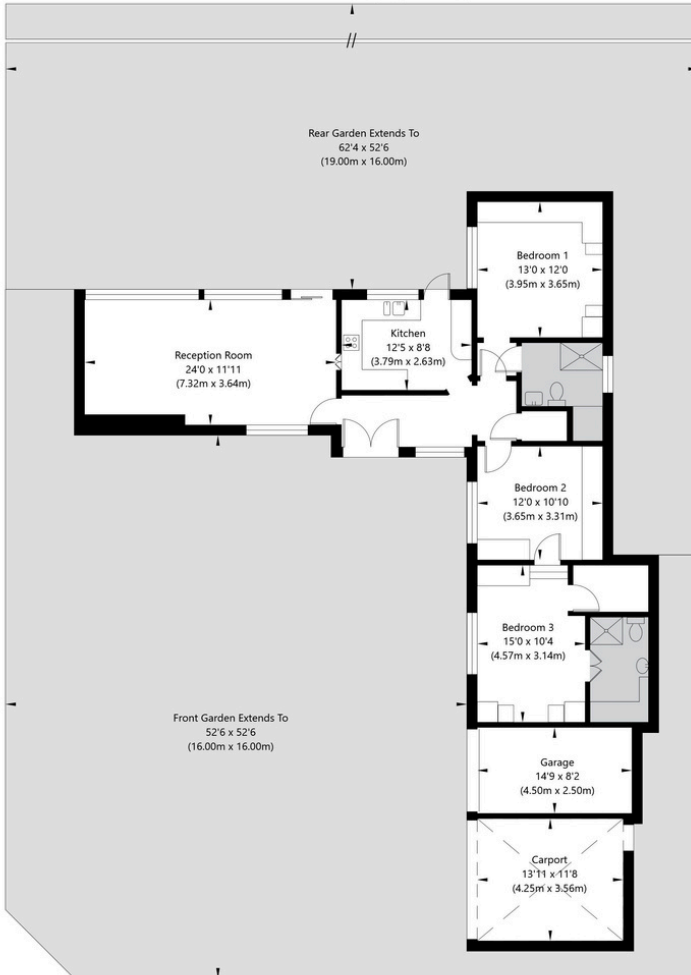 Rear Garden Extends To
62'4 x 52'6
(19.00m x 16.00m)
Bedroom 1
13'0 x 12'0
(3.95m x 3.65m)
Kitchen
12'5 x 8'8
(3.79m x 2.63m)
Reception Room
24'0 x 11'11
(7.32m x 3.64m)
Bedroom 2
12'0 x 10'10
(3.65m x 3.31m)
Bedroom 3
15'0 x 10'4
(4.57m x 3.14m)
Front Garden Extends To
52'6 x 52'6
(16.00m x 16.00m)
Garage
14'9 x 8'2
(4.50m x 2.50m)
Carport
13'11 x 11'8
(4.25m x 3.56m)